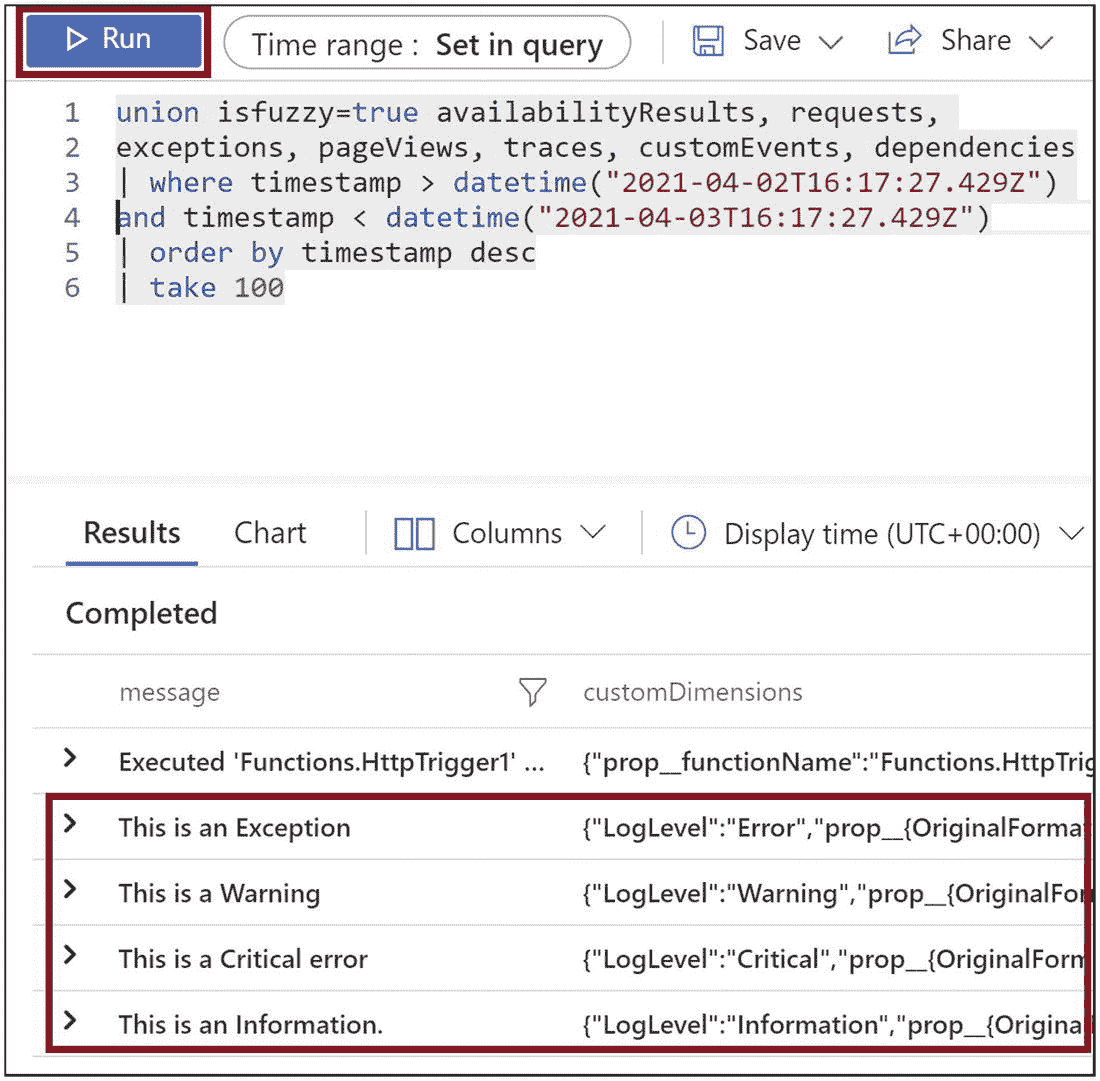 Run Time range : Set in query Save Share
1 union isfuzzy=true availabilityResults, requests,
2 exceptions, pageViews, traces, customEvents, dependencies
3 | where timestamp > datetime("2021-04-02T16:17:27.429Z")
4 and timestamp < datetime("2021-04-03T16:17:27.429Z")
5 | order by timestamp desc
6 | take 100
Results Chart Columns Display time (UTC+00:00)
Completed
message customDimensions
Executed 'Functions.HttpTrigger1' ... {"prop__functionName":"Functions.HttpTrig
This is an Exception {"LogLevel":"Error","prop__{OriginalForma
This is a Warning {"LogLevel":"Warning","prop__{OriginalFor
This is a Critical error {"LogLevel":"Critical","prop__{OriginalForm
This is an Information. {"LogLevel":"Information","prop__{Origina